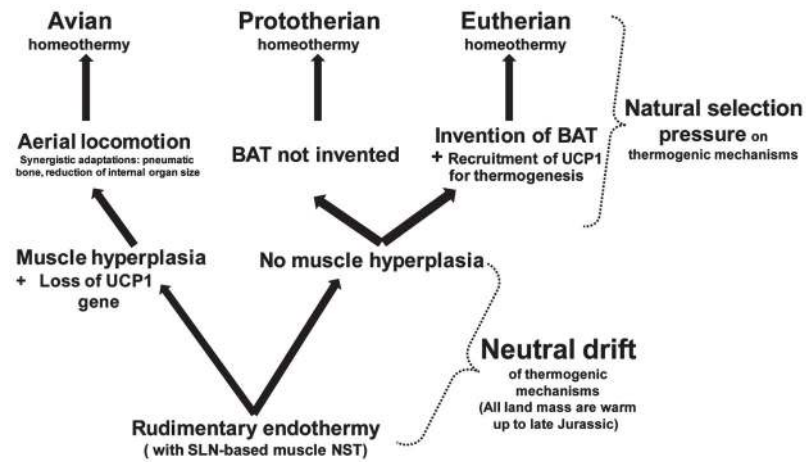 Avian
homeothermy
Prototherian
homeothermy
Eutherian
homeothermy
Natural selection
pressure on
thermogenic mechanisms
Aerial locomotion
Synergistic adaptations: pneumatic
bone, reduction of internal organ size
BAT not invented
Invention of BAT
+ Recruitment of UCP1
for thermogenesis
Muscle hyperplasia
+ Loss of UCP1
gene
No muscle hyperplasia
Neutral drift
of thermogenic
mechanisms
(All land mass are warm
up to late Jurassic)
Rudimentary endothermy
( with SLN-based muscle NST)